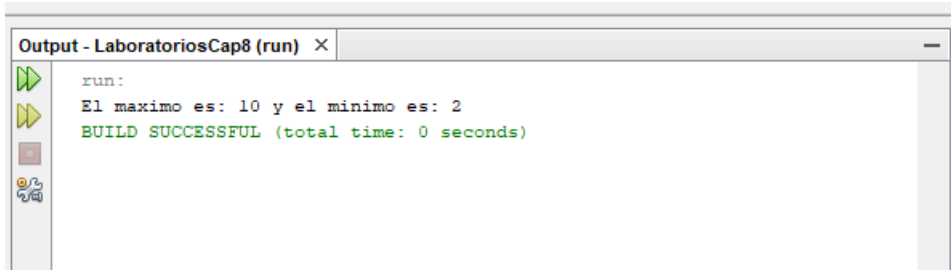 Output - LaboratoriosCap8 (run) ×
run:
El maximo es: 10 y el minimo es: 2
BUILD SUCCESSFUL (total time: 0 seconds)